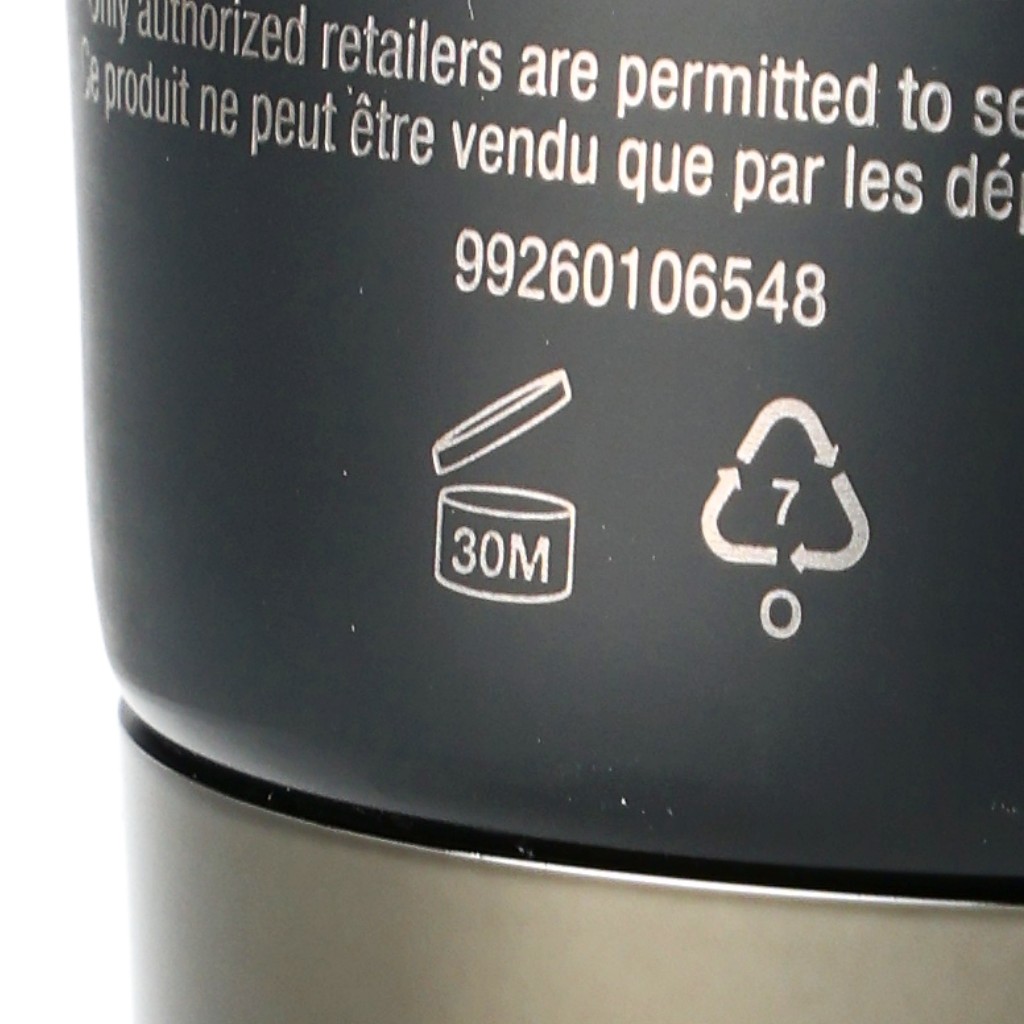 only authorized retailers are permitted to se
Ce produit ne peut être vendu que par les dép
99260106548
30M
7
O